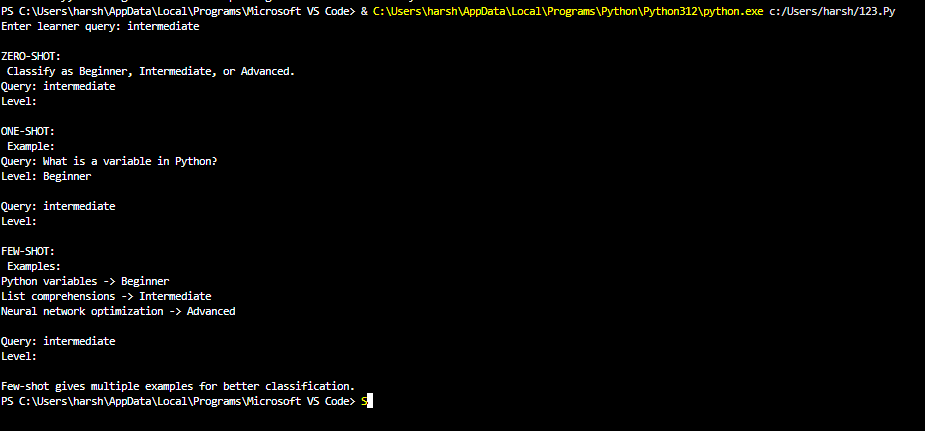 PS C:\Users\harsh\AppData\Local\Programs\Microsoft VS Code> & C:\Users\harsh\AppData\Local\Programs\Python\Python312\python.exe c:/Users/harsh/123.Py
Enter learner query: intermediate
ZERO-SHOT:
Classify as Beginner, Intermediate, or Advanced.
Query: intermediate
Level:
ONE-SHOT:
Example:
Query: What is a variable in Python?
Level: Beginner
Query: intermediate
Level:
FEW-SHOT:
Examples:
Python variables -> Beginner
List comprehensions -> Intermediate
Neural network optimization -> Advanced
Query: intermediate
Level:
Few-shot gives multiple examples for better classification.
PS C:\Users\harsh\AppData\Local\Programs\Microsoft VS Code> S